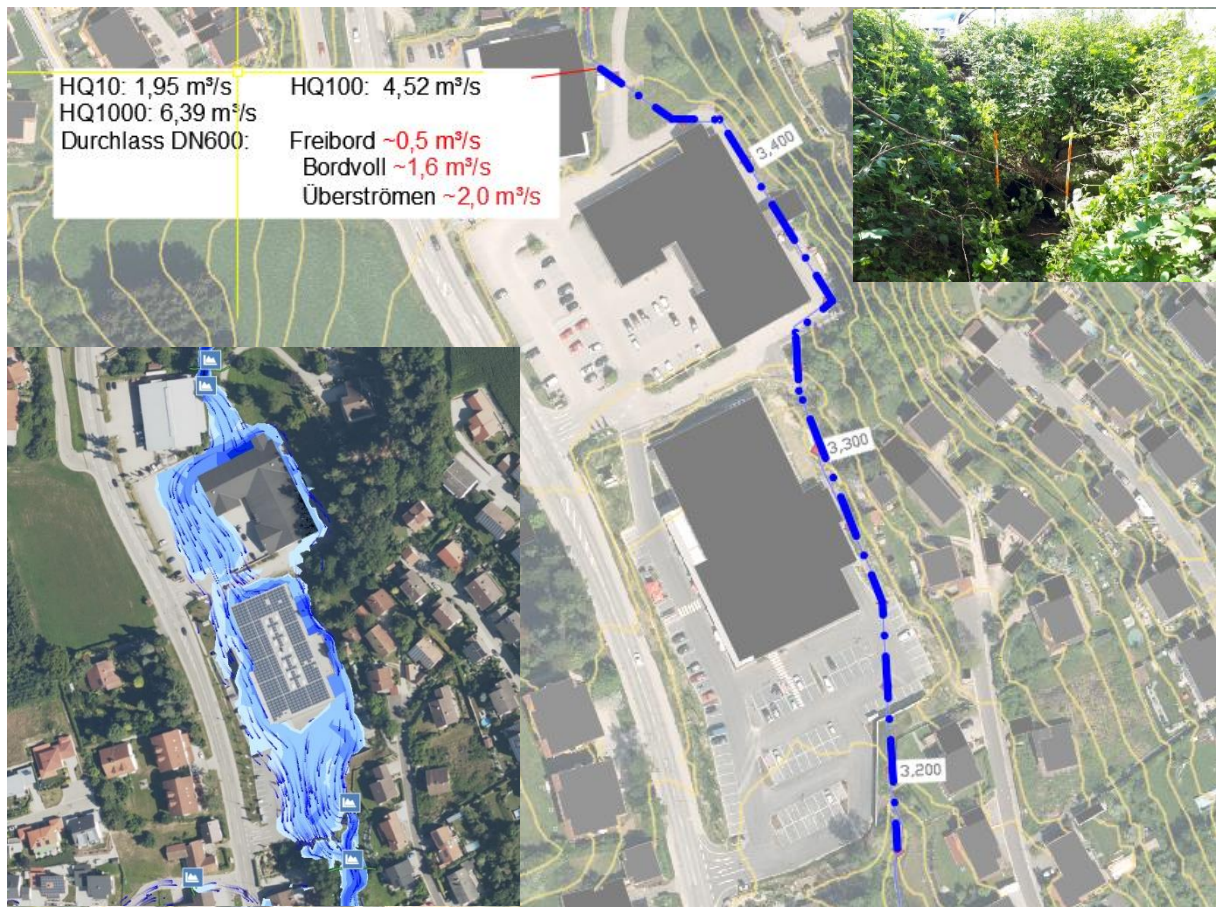 HQ10: 1,95 m³/s HQ100: 4,52 m³/s
HQ1000: 6,39 m³/s
Durchlass DN600: Freibord ~0,5 m³/s
Bordvoll ~1,6 m³/s
Überströmen ~2,0 m³/s
3,400
3,300
3,200